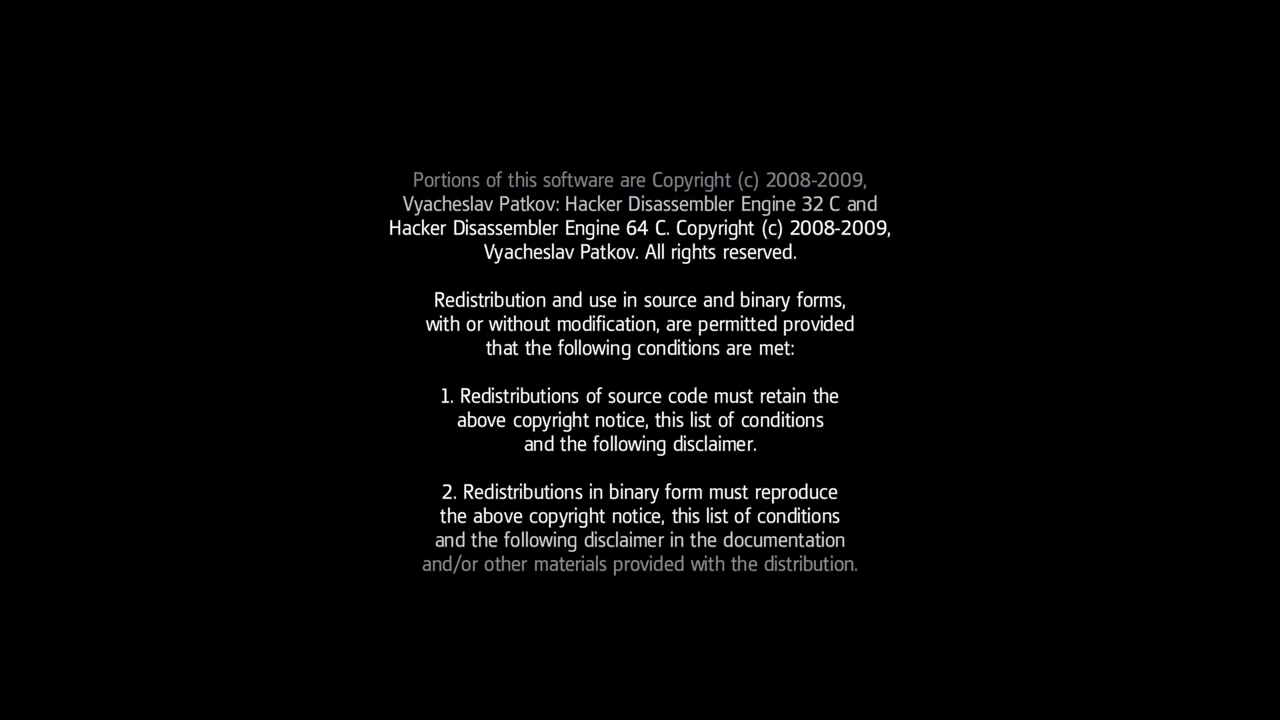 Portions of this software are Copyright (c) 2008-2009,
Vyacheslav Patkov: Hacker Disassembler Engine 32 C and
Hacker Disassembler Engine 64 C. Copyright (c) 2008-2009,
Vyacheslav Patkov. All rights reserved.
Redistribution and use in source and binary forms,
with or without modification, are permitted provided
that the following conditions are met:
1. Redistributions of source code must retain the
above copyright notice, this list of conditions
and the following disclaimer.
2. Redistributions in binary form must reproduce
the above copyright notice, this list of conditions
and the following disclaimer in the documentation
and/or other materials provided with the distribution.